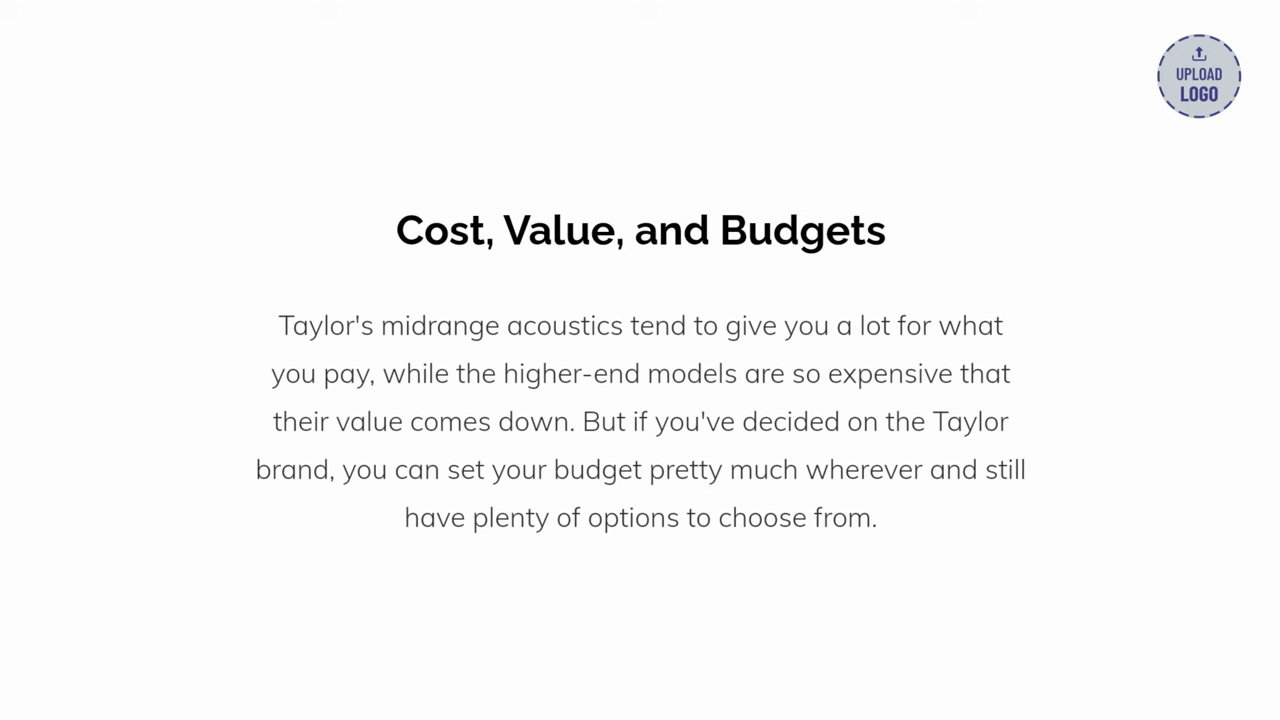 UPLOAD
LOGO
Cost, Value, and Budgets
Taylor's midrange acoustics tend to give you a lot for what
you pay, while the higher-end models are so expensive that
their value comes down. But if you've decided on the Taylor
brand, you can set your budget pretty much wherever and still
have plenty of options to choose from.